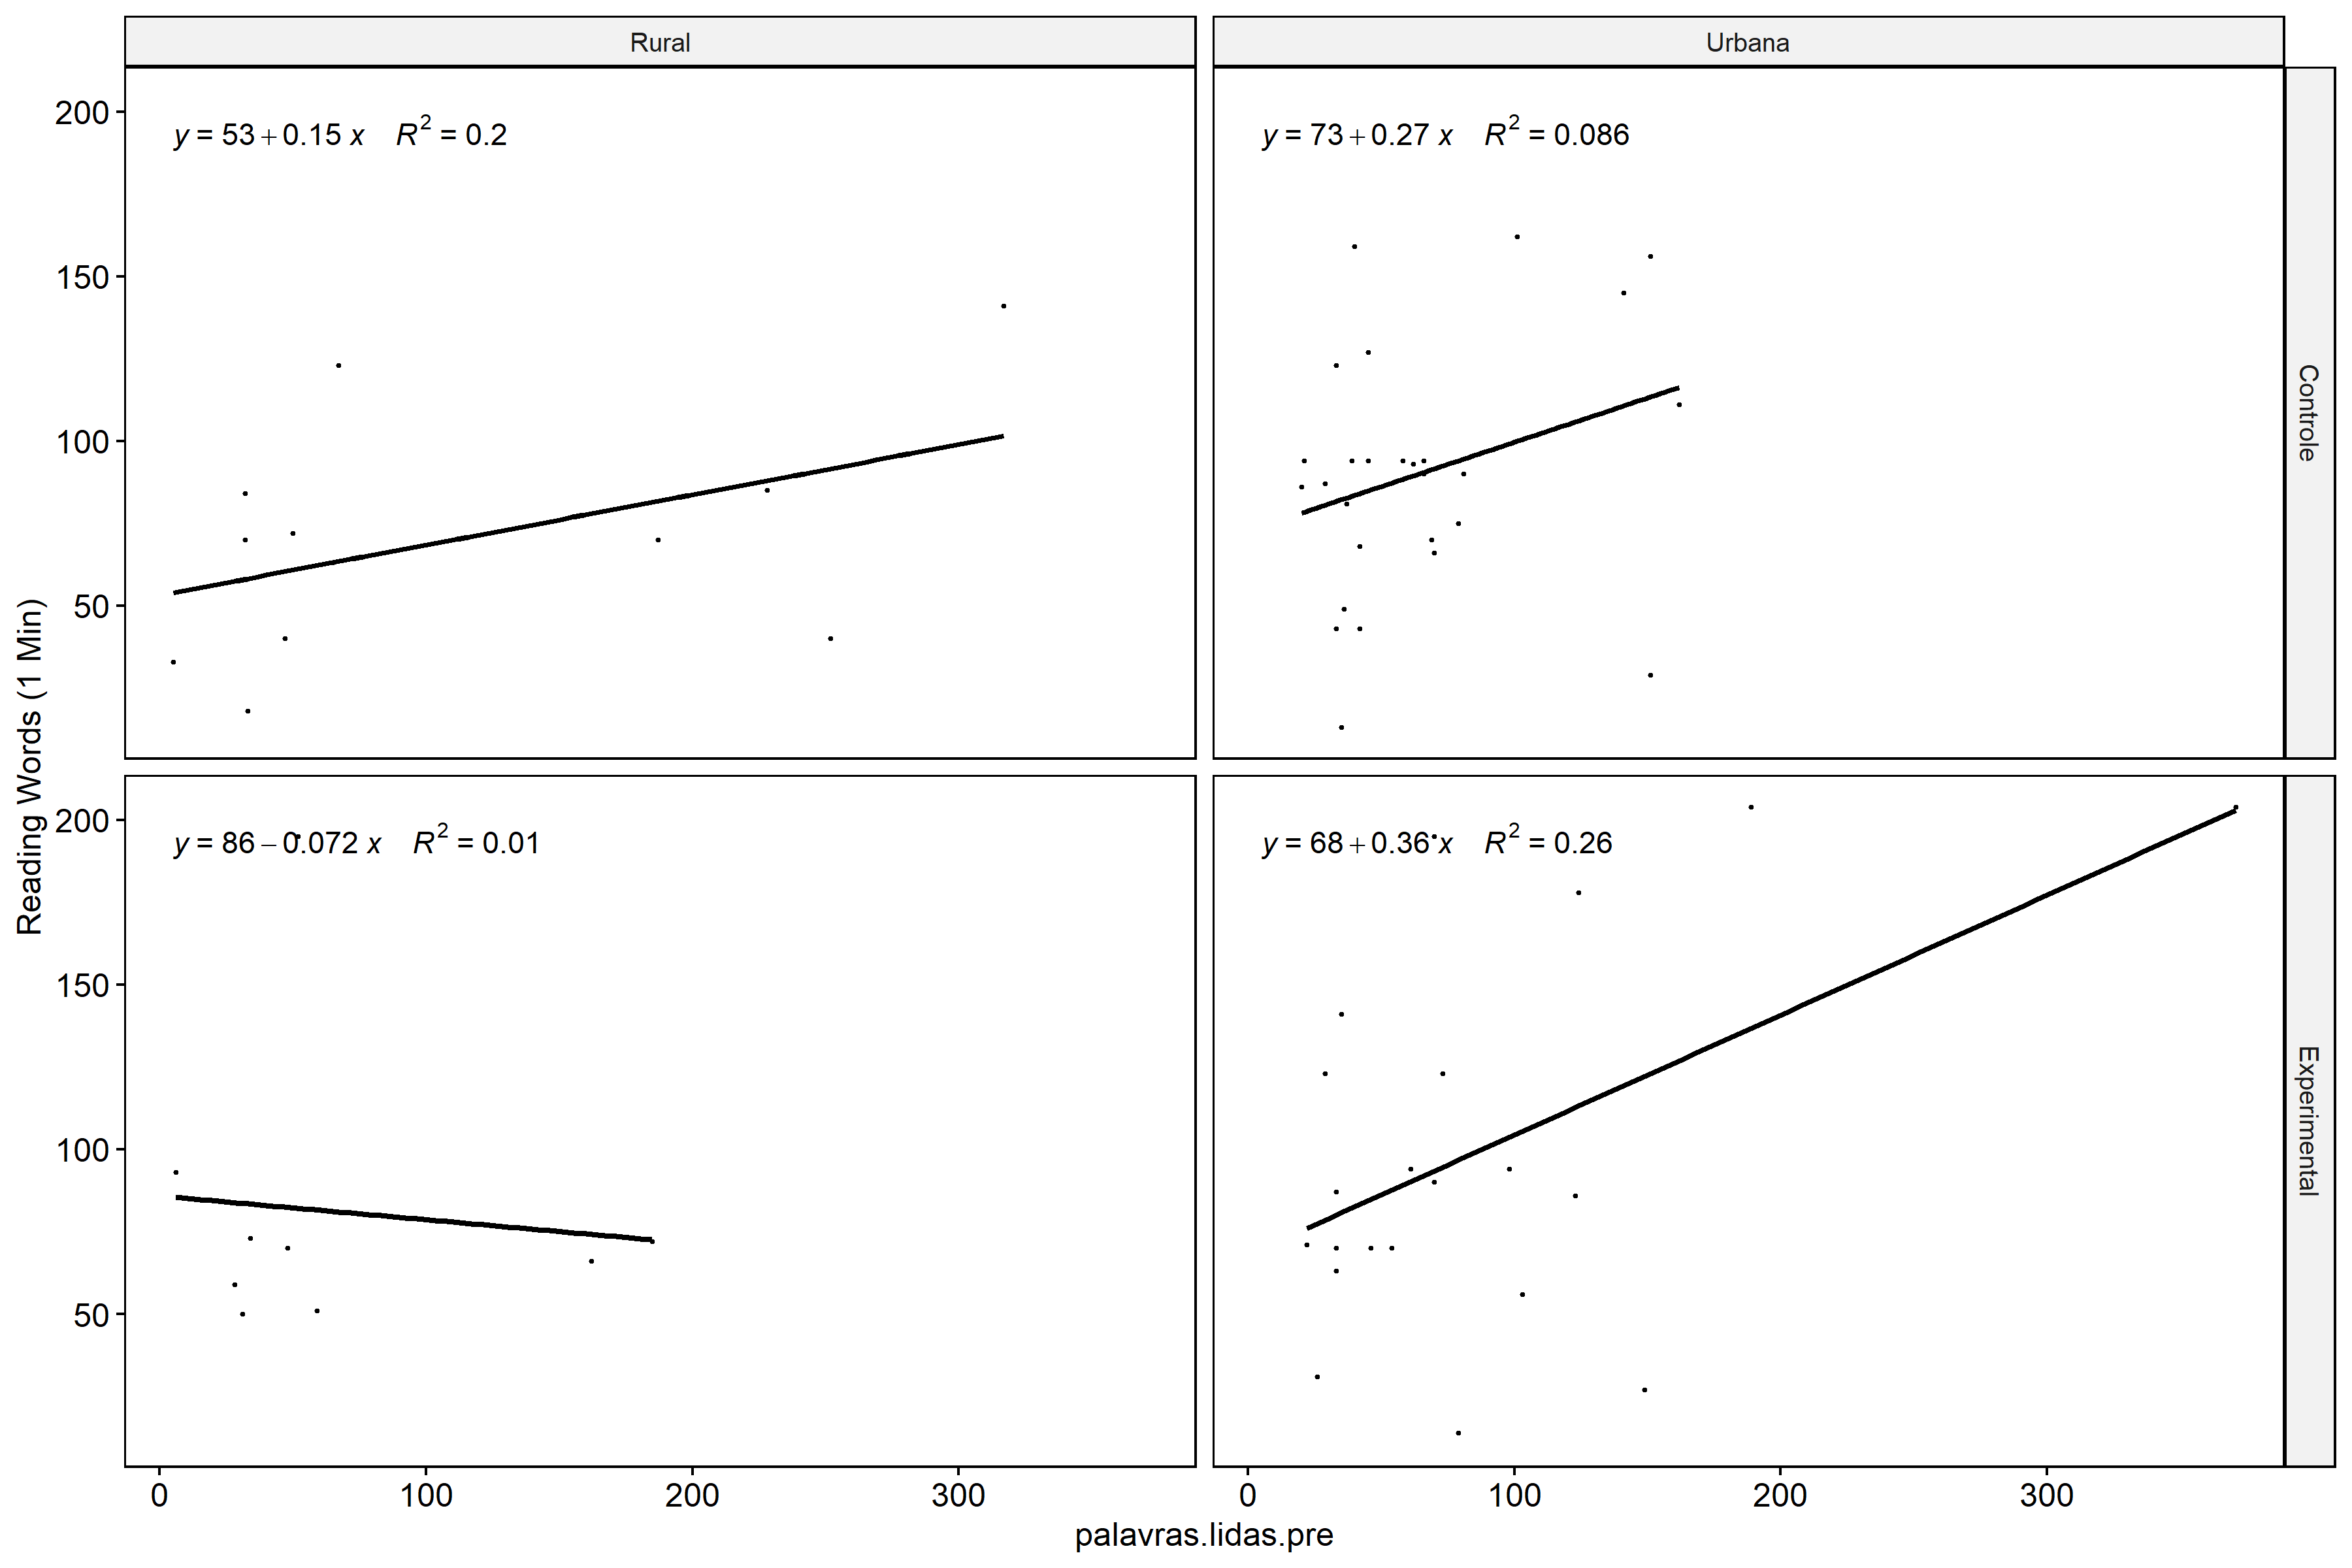 Rural
Urbana
y = 53 + 0.15 x R² = 0.2
y = 73 + 0.27 x R² = 0.086
200
150
100
50
Controle
y = 86 − 0.072 x R² = 0.01
y = 68 + 0.36 x R² = 0.26
200
150
100
50
Experimental
Reading Words (1 Min)
0 100 200 300
0 100 200 300
palavras.lidas.pre